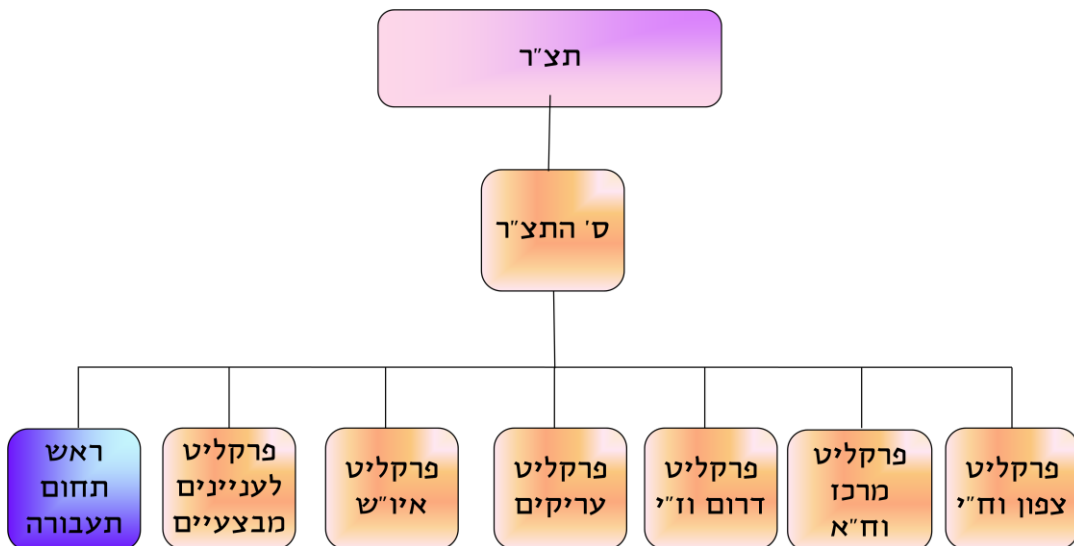 תצ״ר
ס' התצ״ר
פרקליט
צפון וח״י
פרקליט
מרכז
וח״א
פרקליט
דרום וז״י
פרקליט
עריקים
פרקליט
איו״ש
פרקליט
לעניינים
מבצעיים
ראש
תחום
תעבורה